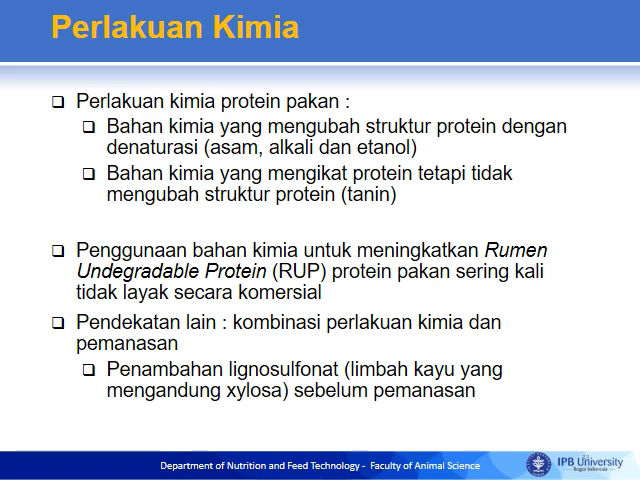 Perlakuan Kimia
❑ Perlakuan kimia protein pakan :
❑ Bahan kimia yang mengubah struktur protein dengan
denaturasi (asam, alkali dan etanol)
❑ Bahan kimia yang mengikat protein tetapi tidak
mengubah struktur protein (tanin)
❑ Penggunaan bahan kimia untuk meningkatkan Rumen
Undegradable Protein (RUP) protein pakan sering kali
tidak layak secara komersial
❑ Pendekatan lain : kombinasi perlakuan kimia dan
pemanasan
❑ Penambahan lignosulfonat (limbah kayu yang
mengandung xylosa) sebelum pemanasan
Department of Nutrition and Feed Technology - Faculty of Animal Science
IPB University
Bogor Indonesia